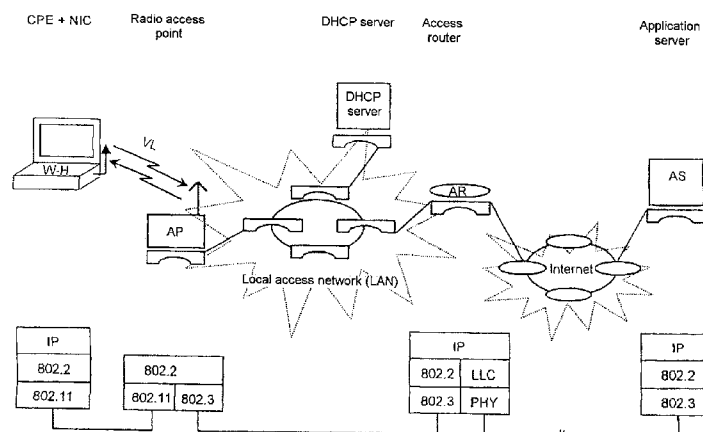 CPE + NIC
Radio access point
DHCP server
Access router
Application server
DHCP server
W-H
VL
AP
AR
AS
Internet
Local access network (LAN)
IP
802.2
802.11
802.2
802.11 802.3
IP
802.2 LLC
802.3 PHY
IP
802.2
802.3